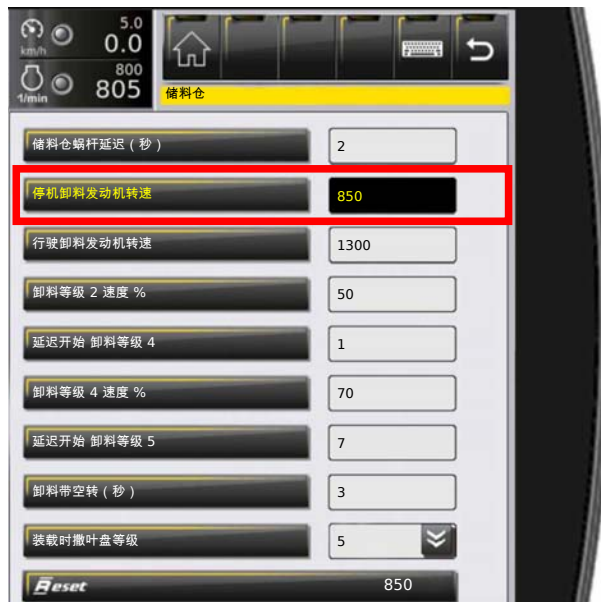 5.0
km/h 0.0
800
1/min 805
储料仓
储料仓蜗杆延迟（秒） 2
停机卸料发动机转速 850
行驶卸料发动机转速 1300
卸料等级 2 速度 % 50
延迟开始 卸料等级 4 1
卸料等级 4 速度 % 70
延迟开始 卸料等级 5 7
卸料带空转（秒） 3
装载时撒叶盘等级 5
Reset 850